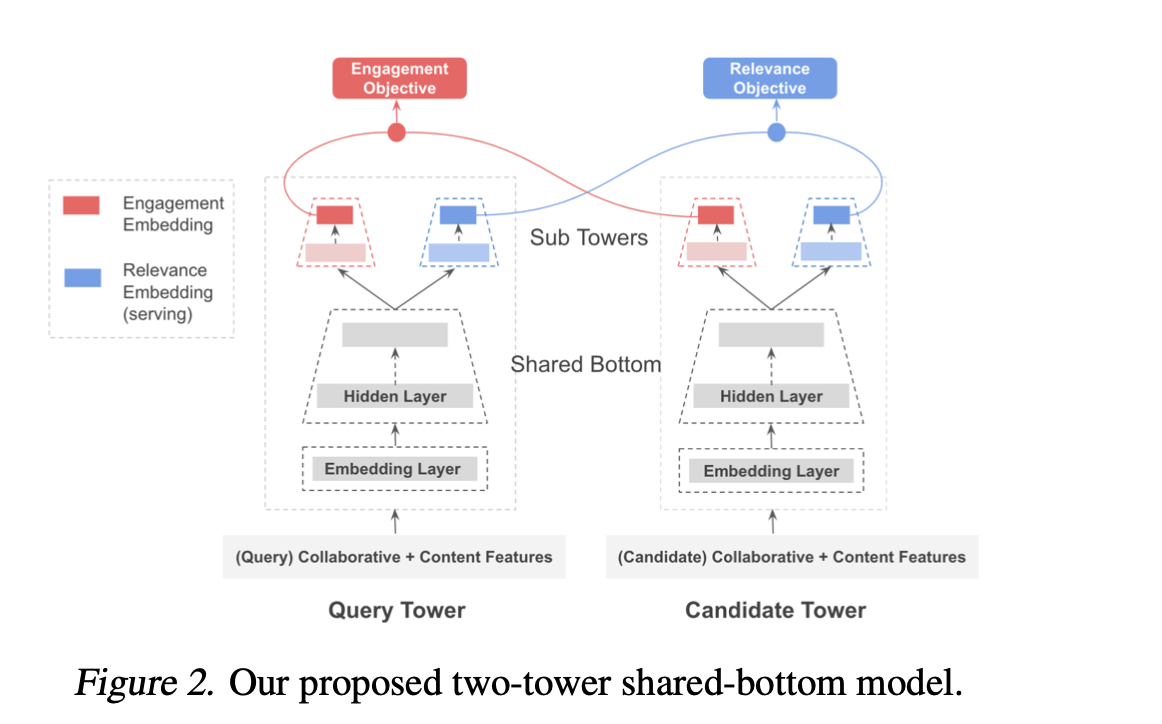 Engagement
Objective
Relevance
Objective
Engagement
Embedding
Relevance
Embedding
(serving)
Sub Towers
Shared Bottom
Hidden Layer
Hidden Layer
Embedding Layer
Embedding Layer
(Query) Collaborative + Content Features
(Candidate) Collaborative + Content Features
Query Tower
Candidate Tower
Figure 2. Our proposed two-tower shared-bottom model.